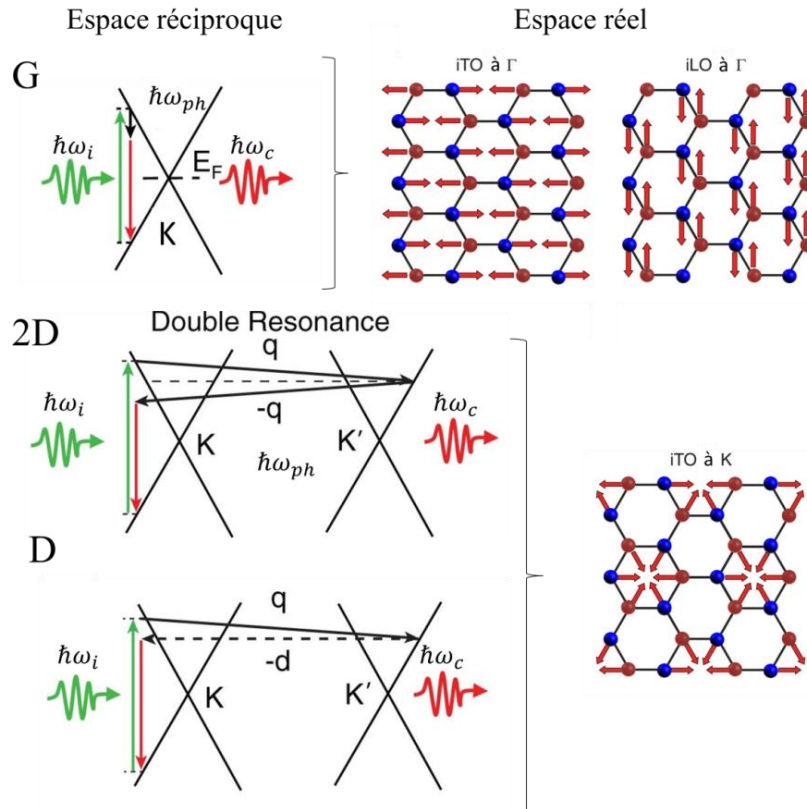 Espace réciproque
Espace réel
G
ℏω_ph
ℏω_i
E_F
ℏω_c
K
iTO à Γ
iLO à Γ
2D
Double Resonance
q
-q
ℏω_i
ℏω_c
K
ℏω_ph
K′
iTO à K
D
q
-d
ℏω_i
ℏω_c
K
K′